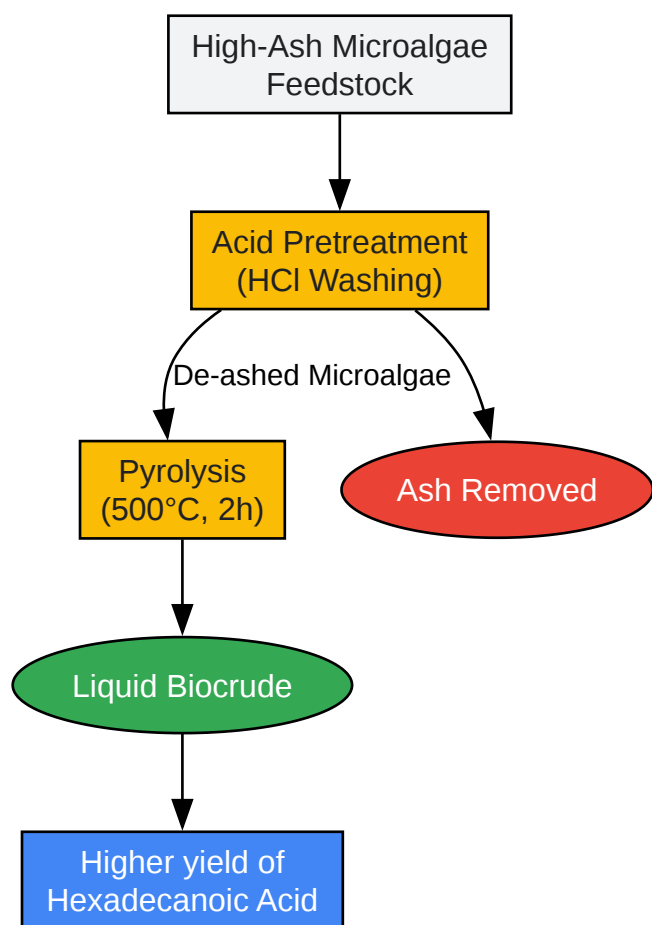 High-Ash Microalgae
Feedstock
Acid Pretreatment
(HCl Washing)
De-ashed Microalgae
Pyrolysis
(500°C, 2h)
Ash Removed
Liquid Biocrude
Higher yield of
Hexadecanoic Acid